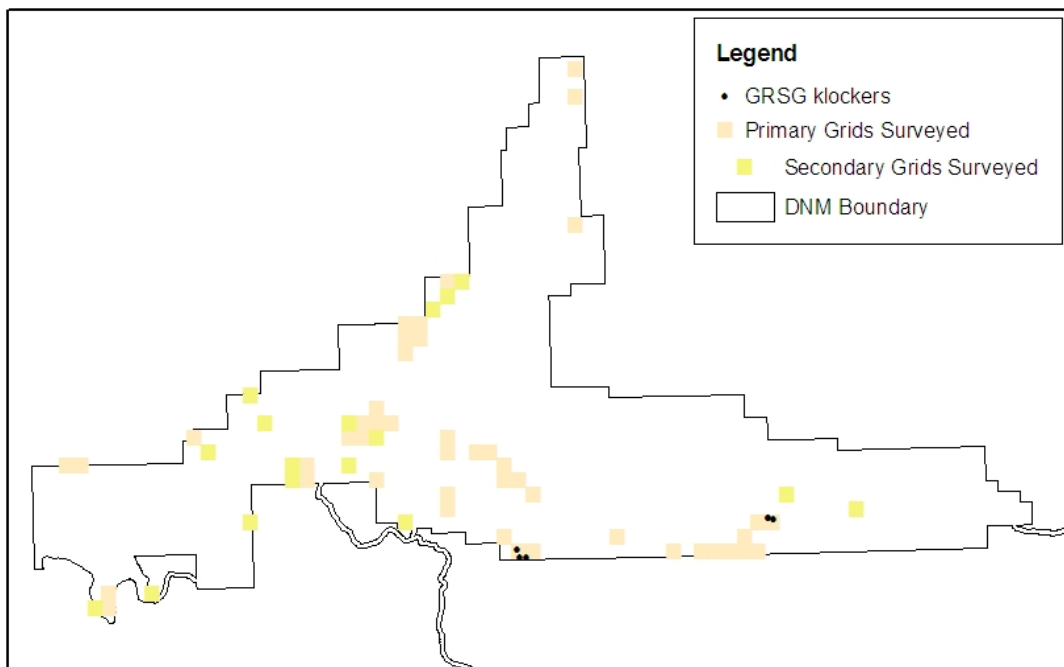 Legend
GRSG klockers
Primary Grids Surveyed
Secondary Grids Surveyed
DNM Boundary